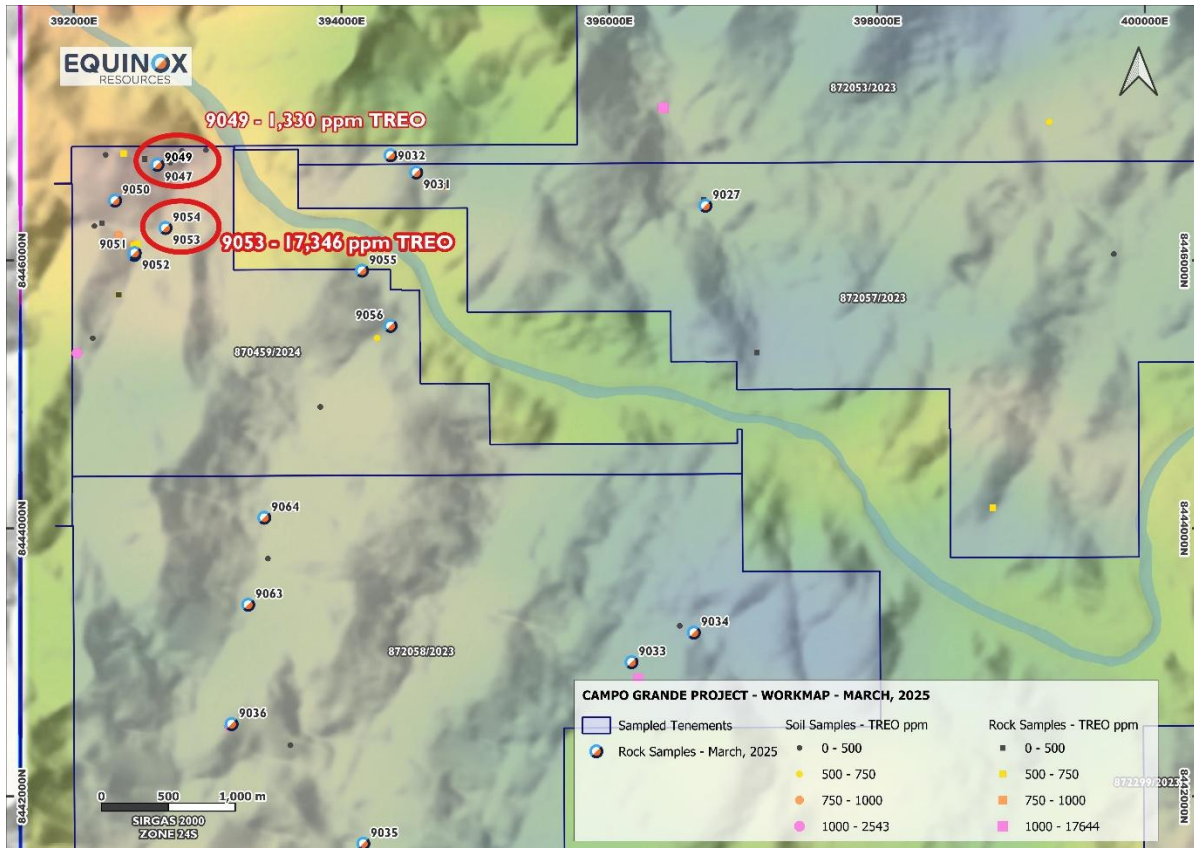 392000E
394000E
396000E
398000E
400000E
EQUINOX
RESOURCES
872053/2023
9049 - 1,330 ppm TREO
9049
9047
9032
9031
9050
9027
9054
9053
9053 - 17,346 ppm TREO
9051
9052
9055
8446000N
8446000N
872057/2023
9056
870459/2024
9064
8444000N
8444000N
9063
9034
872058/2023
9033
9036
CAMPO GRANDE PROJECT - WORKMAP - MARCH, 2025
Sampled Tenements
Rock Samples - March, 2025
Soil Samples - TREO ppm
0 - 500
500 - 750
750 - 1000
1000 - 2543
Rock Samples - TREO ppm
0 - 500
500 - 750
750 - 1000
1000 - 17644
872299/2023
8442000N
8442000N
0 500 1,000 m
SIRGAS 2000
ZONE 24S
9035